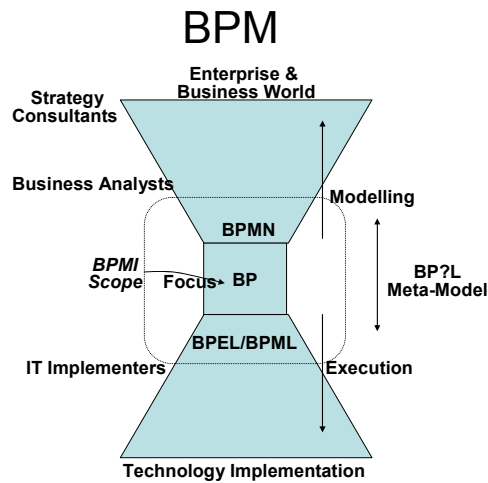 BPM
Enterprise &
Business World
Strategy
Consultants
Business Analysts
Modelling
BPMN
BPMI
Scope
Focus
BP
BP?L
Meta-Model
BPEL/BPML
IT Implementers
Execution
Technology Implementation